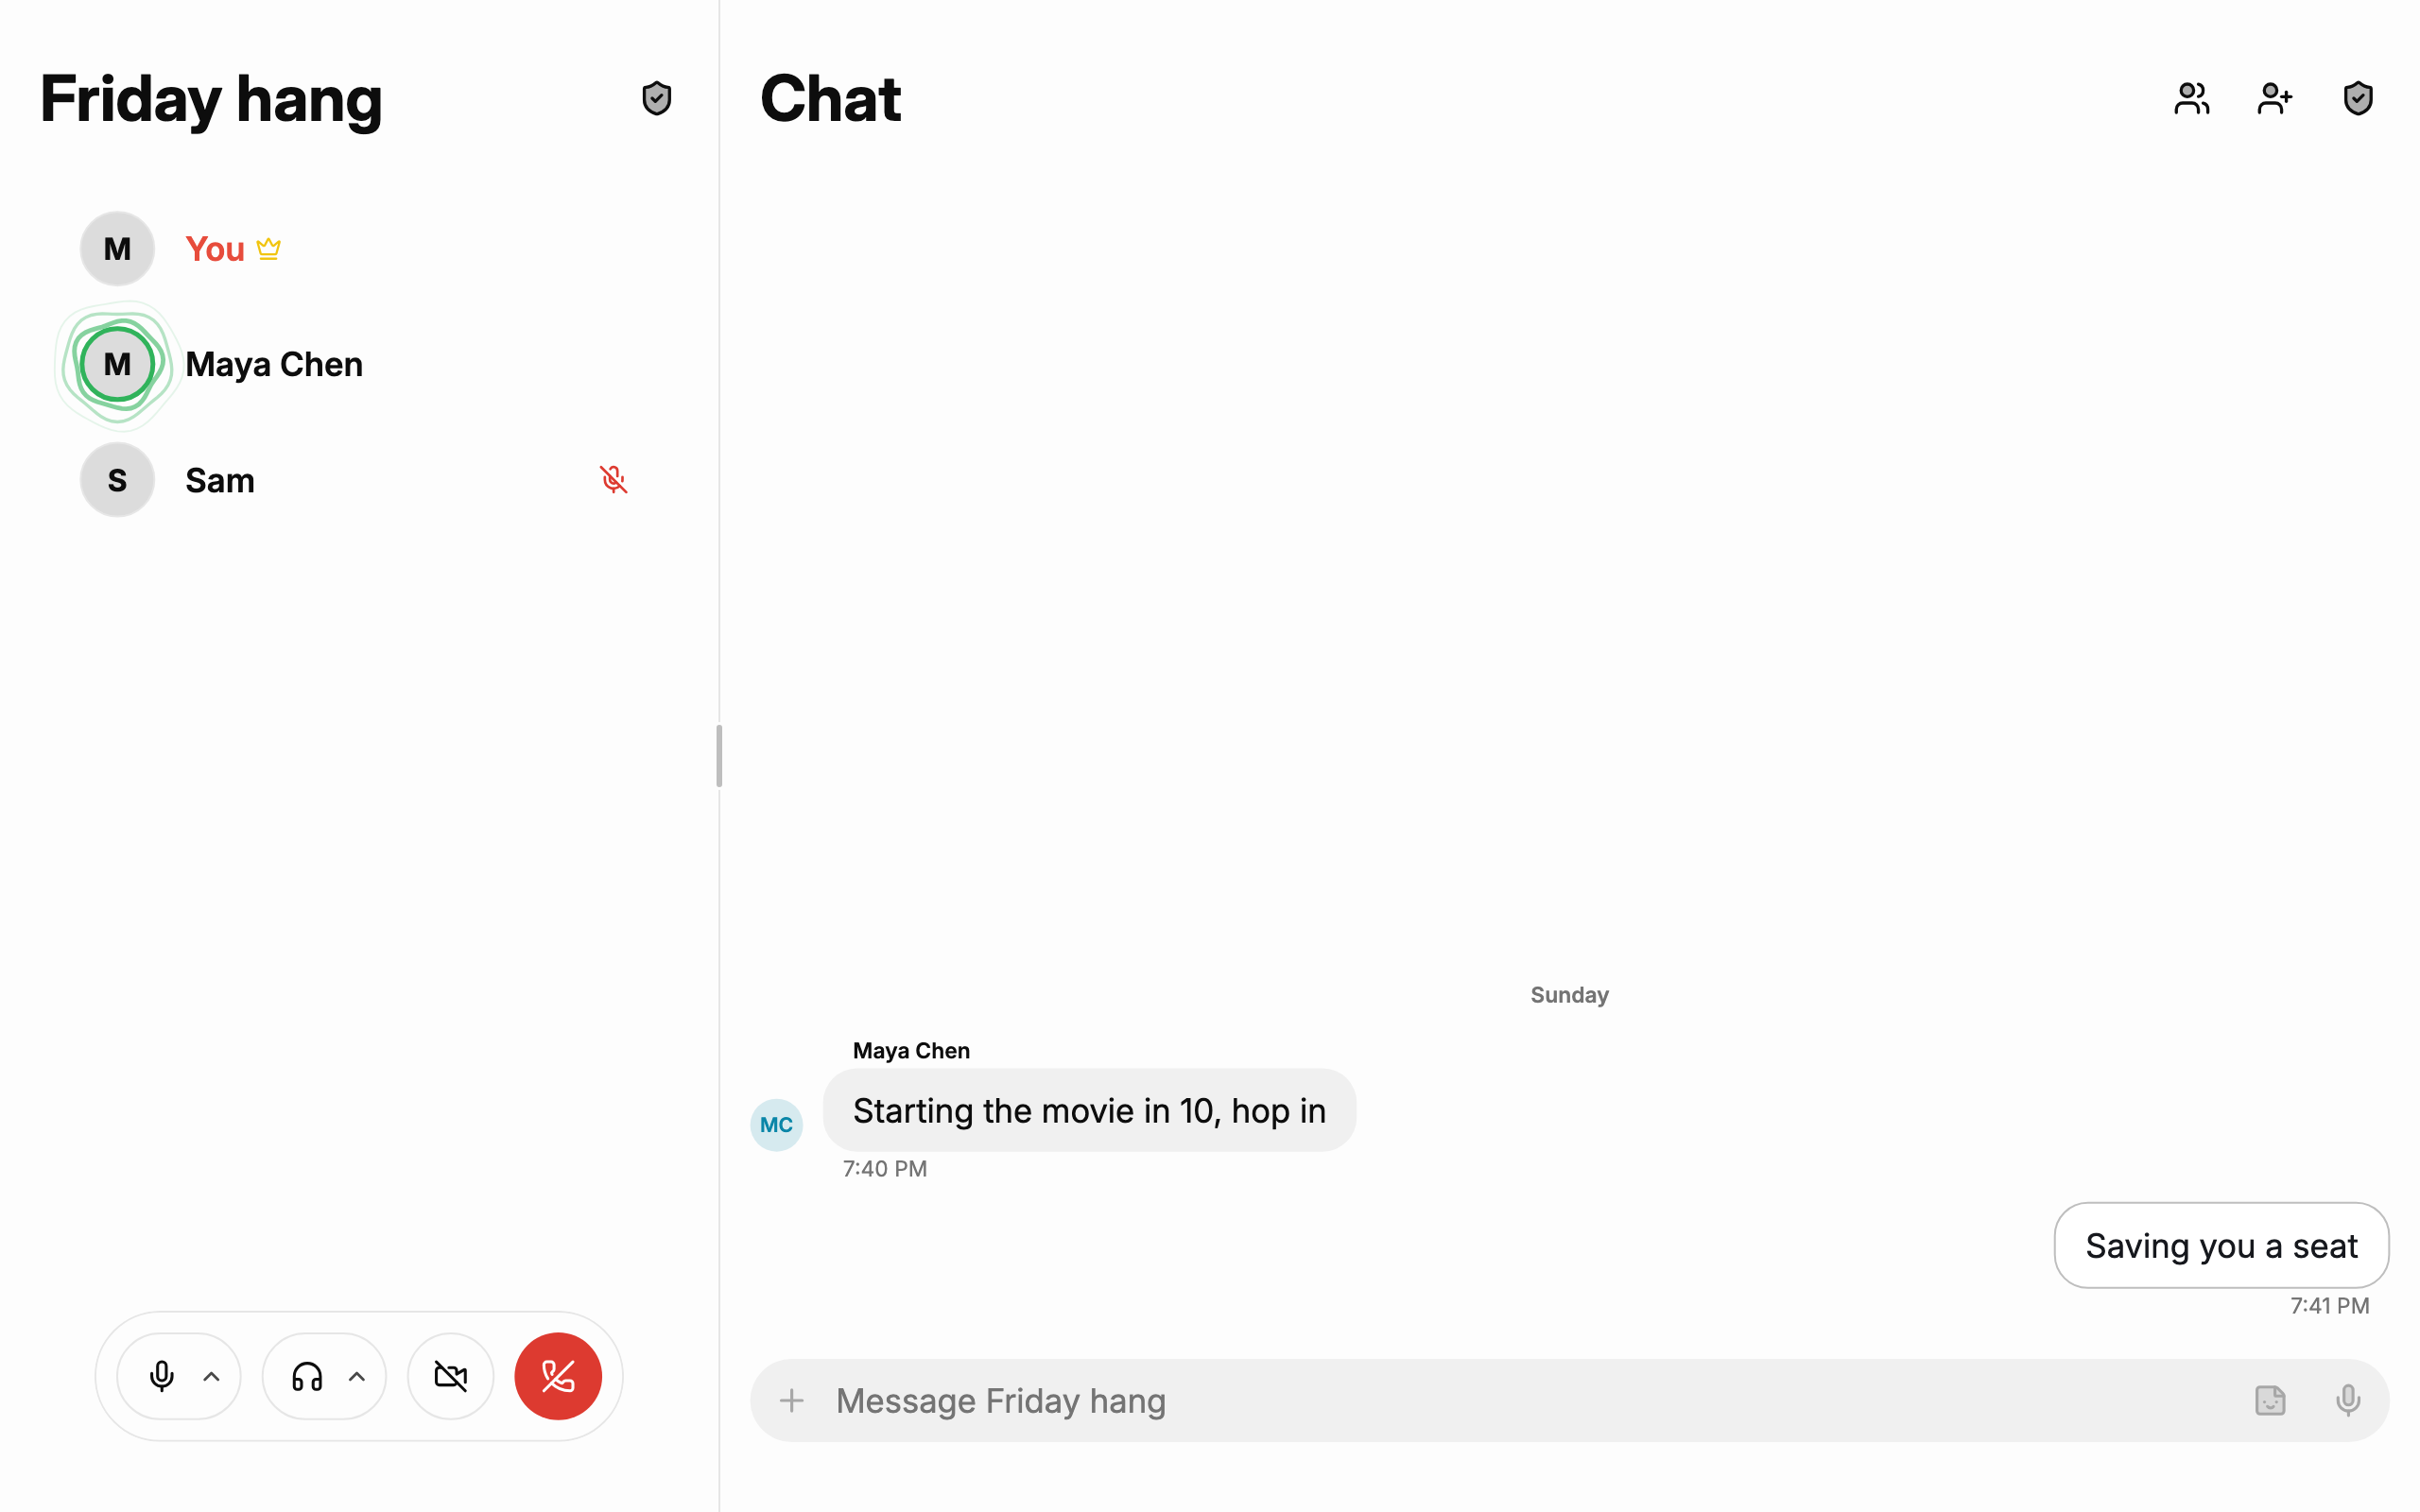 Friday hang
M
You
M
Maya Chen
S
Sam
Chat
Sunday
Maya Chen
MC
Starting the movie in 10, hop in
7:40 PM
Saving you a seat
7:41 PM
Message Friday hang